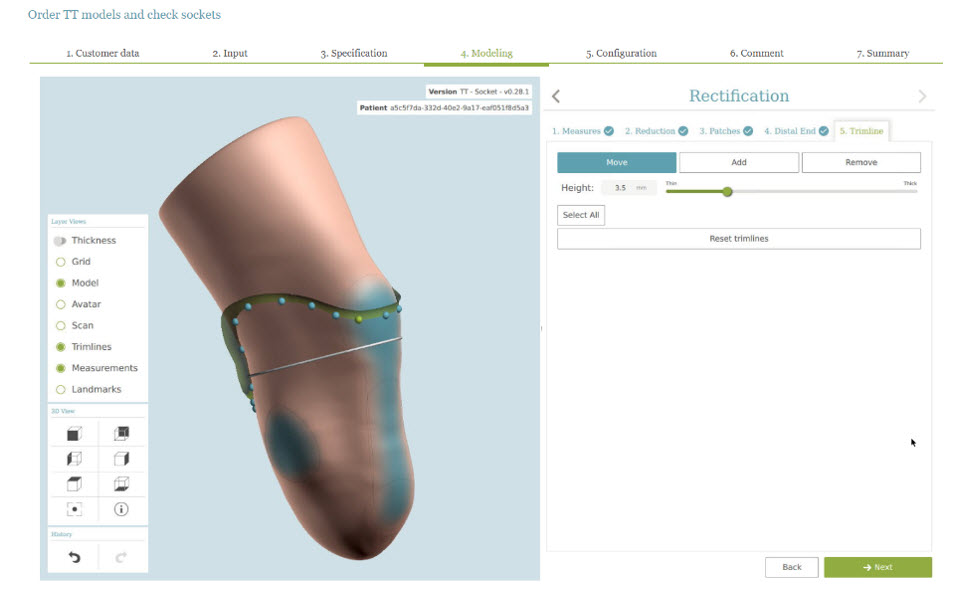 Order TT models and check sockets
1. Customer data 2. Input 3. Specification 4. Modeling 5. Configuration 6. Comment 7. Summary
Version TT - Socket - v0.28.1
Patient a5c5f7da-332d-40e2-9a17-eaf051f8d5a3
Rectification
1. Measures 2. Reduction 3. Patches 4. Distal End 5. Trimline
Move Add Remove
Height: 3.5 mm Thin Thick
Select All
Reset trimlines
Layer Views
Thickness
Grid
Model
Avatar
Scan
Trimlines
Measurements
Landmarks
3D View
History
Back Next